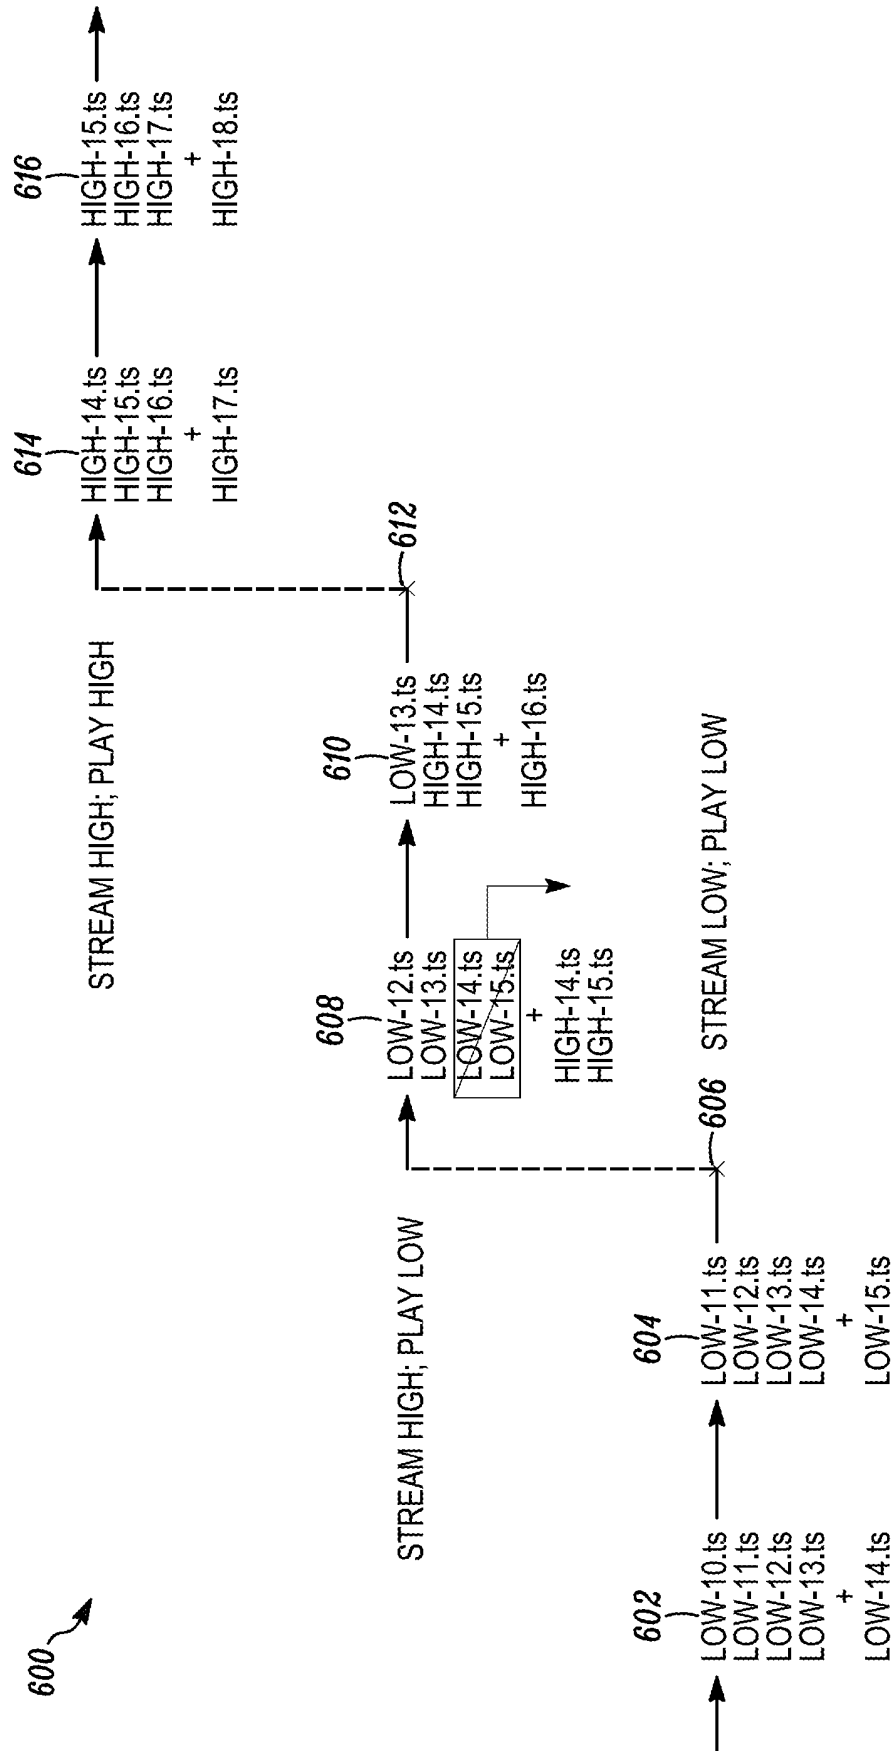 600
602
LOW-10.ts
LOW-11.ts
LOW-12.ts
LOW-13.ts
+
LOW-14.ts
604
LOW-11.ts
LOW-12.ts
LOW-13.ts
LOW-14.ts
+
LOW-15.ts
606
STREAM LOW; PLAY LOW
STREAM HIGH; PLAY LOW
608
LOW-12.ts
LOW-13.ts
LOW-14.ts
LOW-15.ts
+
HIGH-14.ts
HIGH-15.ts
610
LOW-13.ts
HIGH-14.ts
HIGH-15.ts
+
HIGH-16.ts
612
STREAM HIGH; PLAY HIGH
614
HIGH-14.ts
HIGH-15.ts
HIGH-16.ts
+
HIGH-17.ts
616
HIGH-15.ts
HIGH-16.ts
HIGH-17.ts
+
HIGH-18.ts